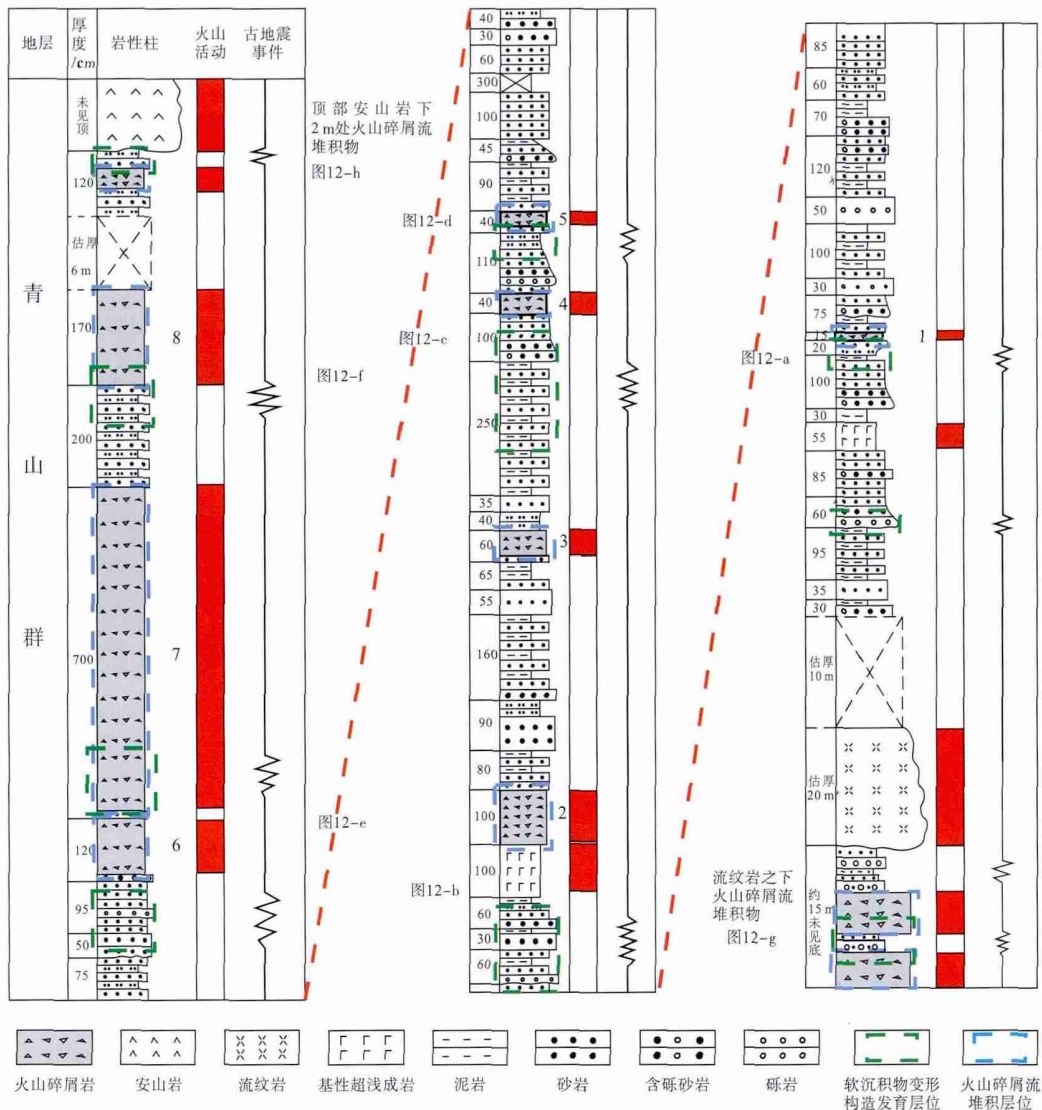 地层
厚度/cm
岩性柱
火山活动
古地震事件
青山群
未见顶
120
估厚
6 m
170
8
200
700
7
120
6
95
50
75
顶部安山岩下
2 m处火山碎屑流
堆积物
图12-h
图12-f
图12-e
40
30
60
300
100
45
90
图12-d
40
5
110
40
4
图12-c
100
250
35
40
60
3
65
55
160
90
80
100
2
100
图12-b
60
30
60
85
60
70
120
50
100
30
75
15
1
20
图12-a
100
30
55
85
60
95
35
30
估厚
10 m
估厚
20 m
流纹岩之下
火山碎屑流
堆积物
图12-g
约
15 m
未见底
火山碎屑岩
安山岩
流纹岩
基性超浅成岩
泥岩
砂岩
含砾砂岩
砾岩
软沉积物变形
构造发育层位
火山碎屑流
堆积层位